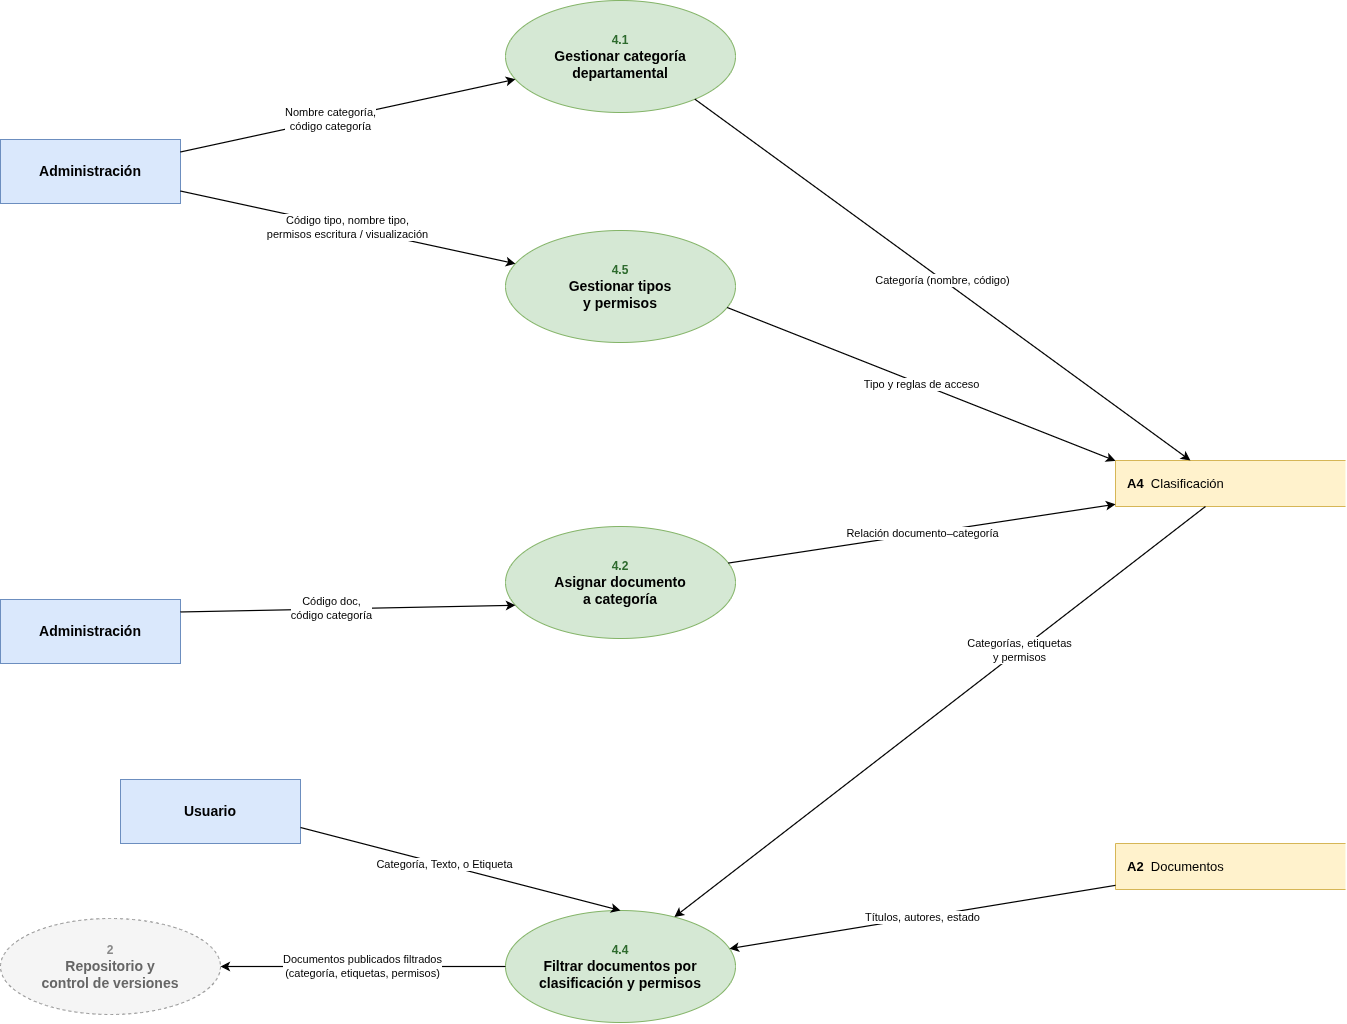 4.1
Gestionar categoría
departamental
Nombre categoría,
código categoría
Administración
Código tipo, nombre tipo,
permisos escritura / visualización
4.5
Gestionar tipos
y permisos
Categoría (nombre, código)
Tipo y reglas de acceso
A4 Clasificación
Relación documento–categoría
4.2
Asignar documento
a categoría
Código doc,
código categoría
Administración
Categorías, etiquetas
y permisos
Usuario
Categoría, Texto, o Etiqueta
A2 Documentos
Títulos, autores, estado
4.4
Filtrar documentos por
clasificación y permisos
Documentos publicados filtrados
(categoría, etiquetas, permisos)
2
Repositorio y
control de versiones